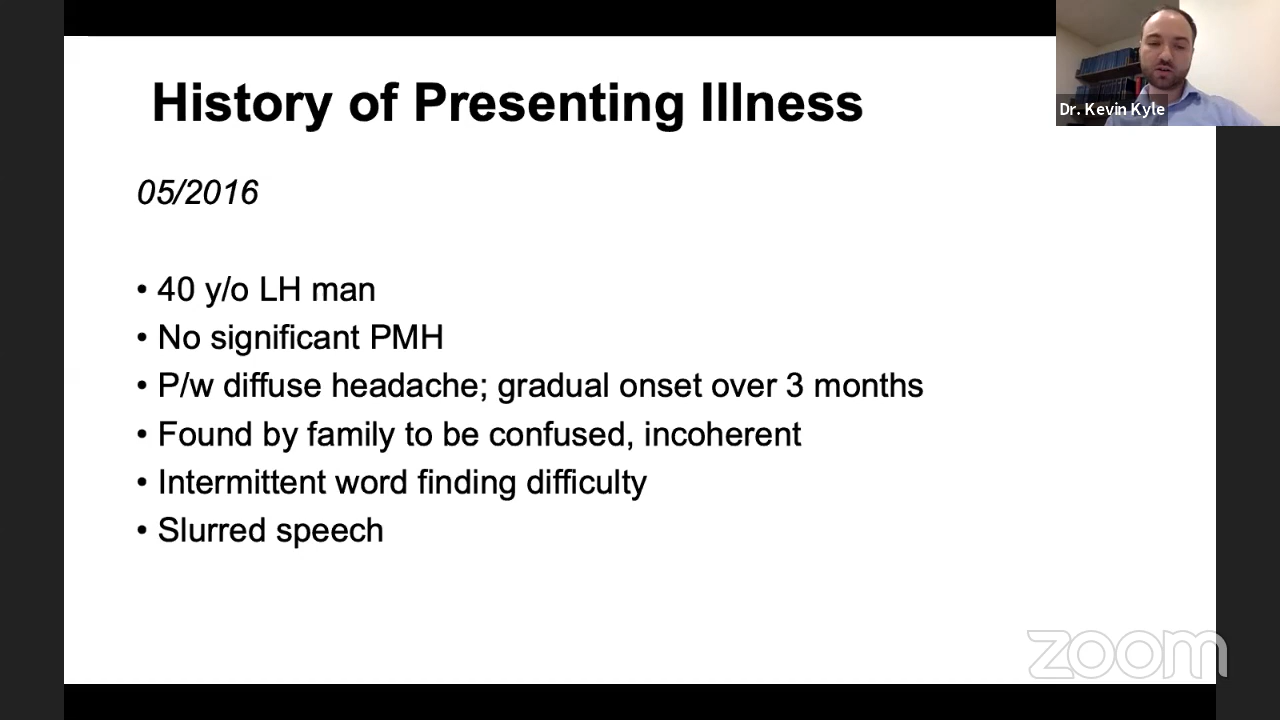 History of Presenting Illness
Dr. Kevin Kyle
05/2016
• 40 y/o LH man
• No significant PMH
• P/w diffuse headache; gradual onset over 3 months
• Found by family to be confused, incoherent
• Intermittent word finding difficulty
• Slurred speech
zoom